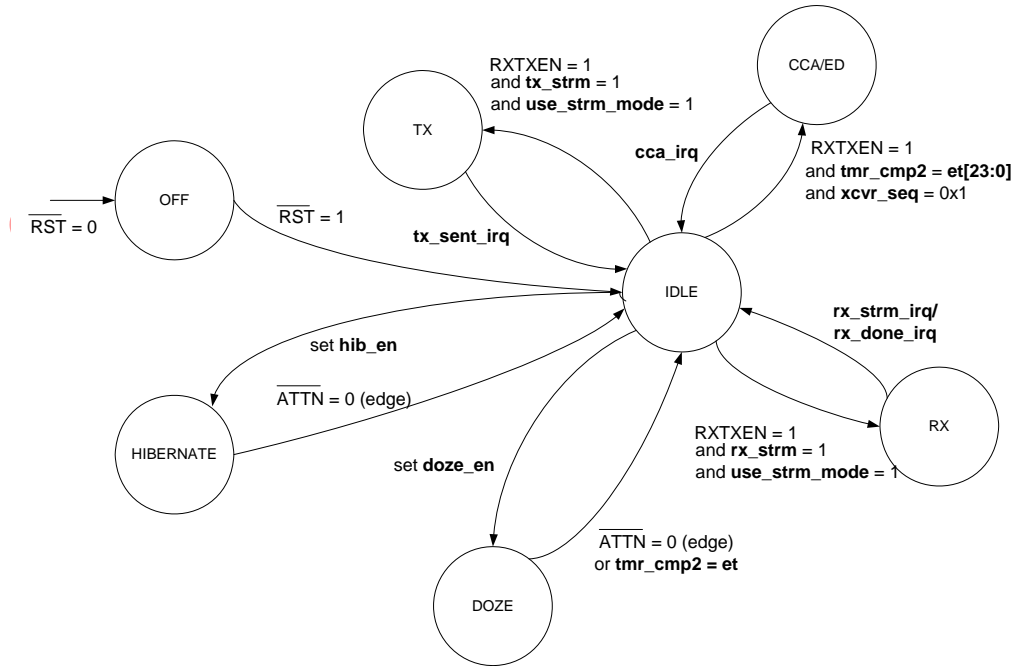 CCA/ED
RXTXEN = 1
and tx_strm = 1
and use_strm_mode = 1
TX
cca_irq
RXTXEN = 1
and tmr_cmp2 = et[23:0]
and xcvr_seq = 0x1
OFF
RST = 0
RST = 1
tx_sent_irq
IDLE
rx_strm_irq/
rx_done_irq
set hib_en
ATTN = 0 (edge)
HIBERNATE
RX
RXTXEN = 1
and rx_strm = 1
and use_strm_mode = 1
set doze_en
ATTN = 0 (edge)
or tmr_cmp2 = et
DOZE